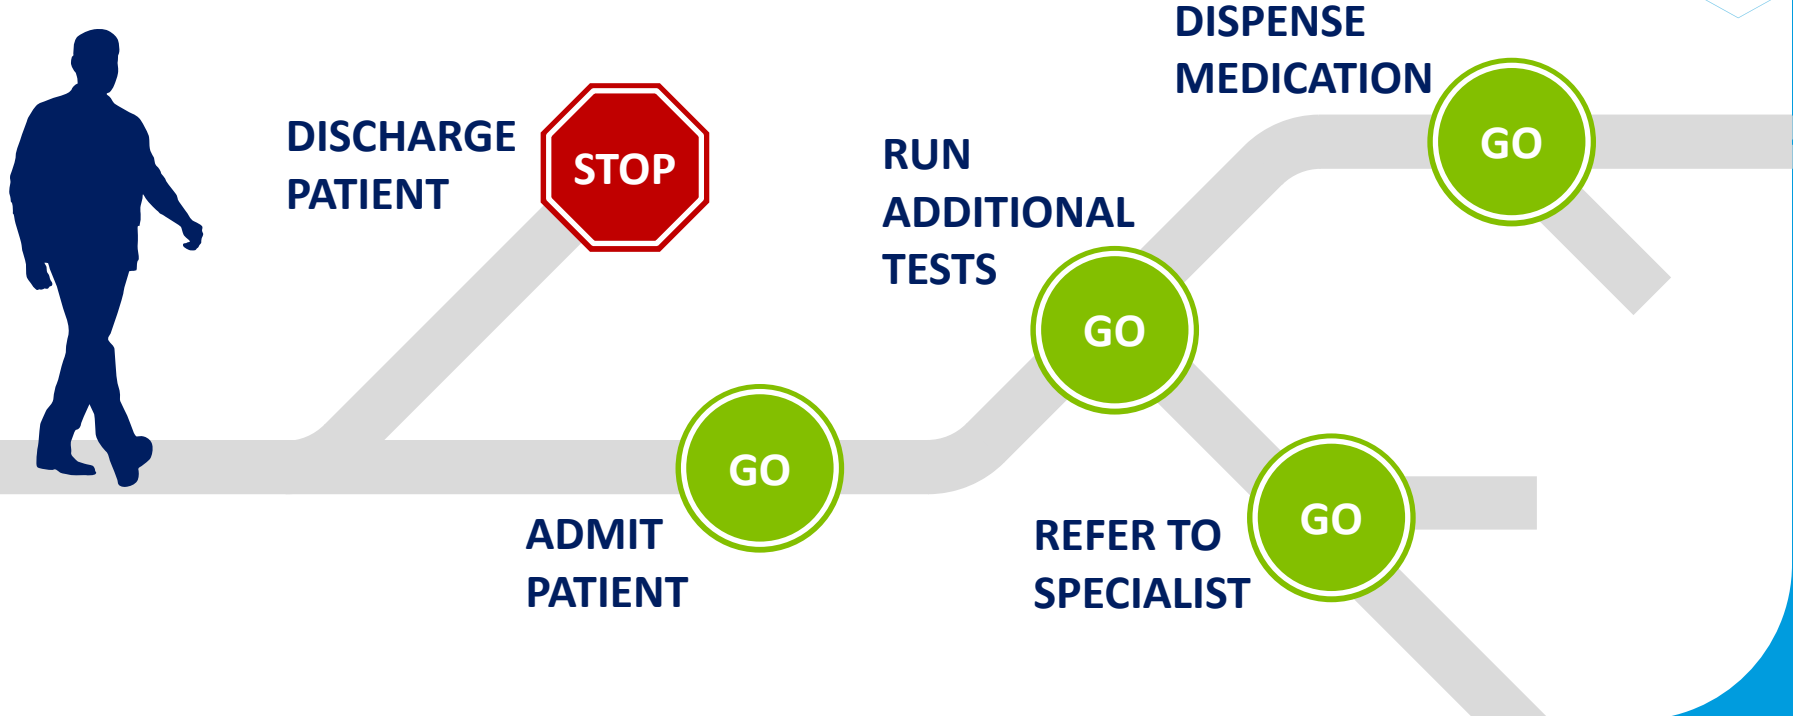 DISCHARGE
PATIENT
STOP
ADMIT
PATIENT
GO
RUN
ADDITIONAL
TESTS
GO
DISPENSE
MEDICATION
GO
REFER TO
SPECIALIST
GO